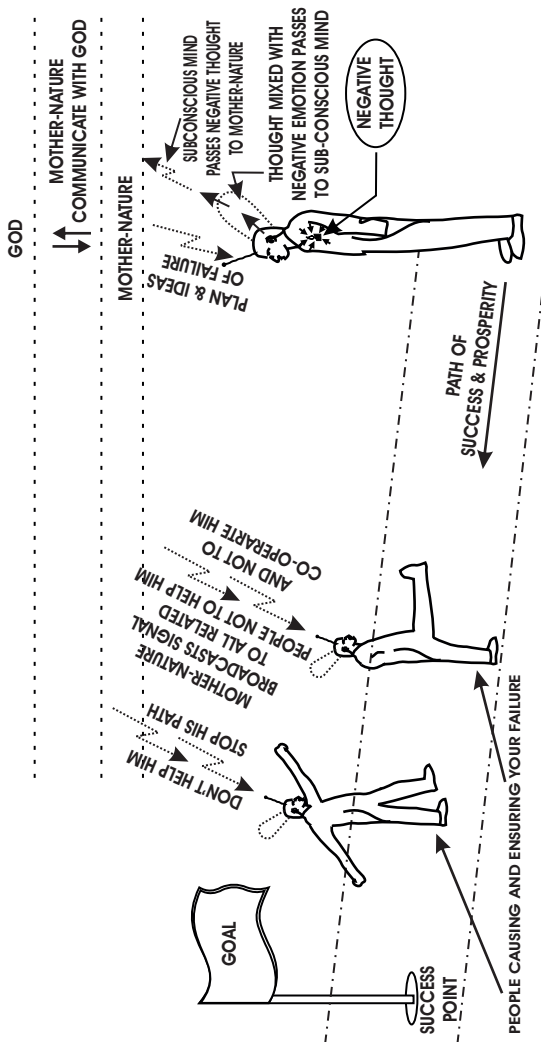 GOD
MOTHER-NATURE
COMMUNICATE WITH GOD
MOTHER-NATURE
SUBCONSCIOUS MIND
PASSES NEGATIVE THOUGHT
TO MOTHER-NATURE
THOUGHT MIXED WITH
NEGATIVE EMOTION PASSES
TO SUB-CONSCIOUS MIND
NEGATIVE
THOUGHT
PLAN & IDEAS
OF FAILURE
PATH OF
SUCCESS & PROSPERITY
MOTHER-NATURE
BROADCASTS SIGNAL
TO ALL RELATED
PEOPLE NOT TO HELP HIM
AND NOT TO
CO-OPERARTE HIM
STOP HIS PATH
DON'T HELP HIM
GOAL
SUCCESS
POINT
PEOPLE CAUSING AND ENSURING YOUR FAILURE